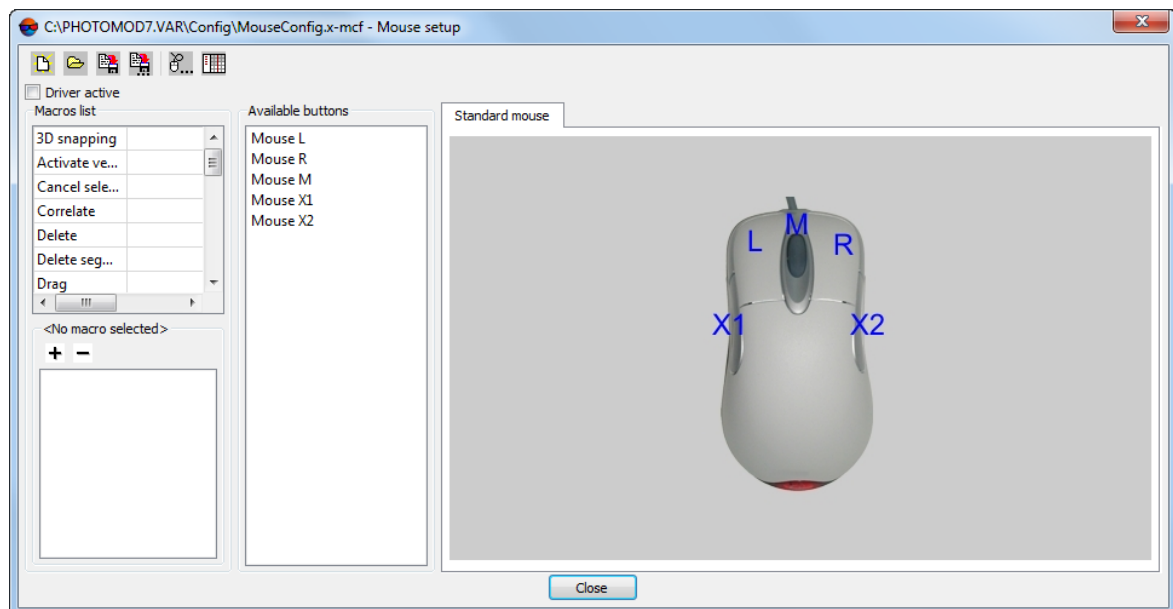 C:\PHOTOMOD7.VAR\Config\MouseConfig.x-mcf - Mouse setup
Driver active
Macros list
3D snapping
Activate ve...
Cancel sele...
Correlate
Delete
Delete seg...
Drag
<No macro selected>
Available buttons
Mouse L
Mouse R
Mouse M
Mouse X1
Mouse X2
Standard mouse
M
L R
X1 X2
Close